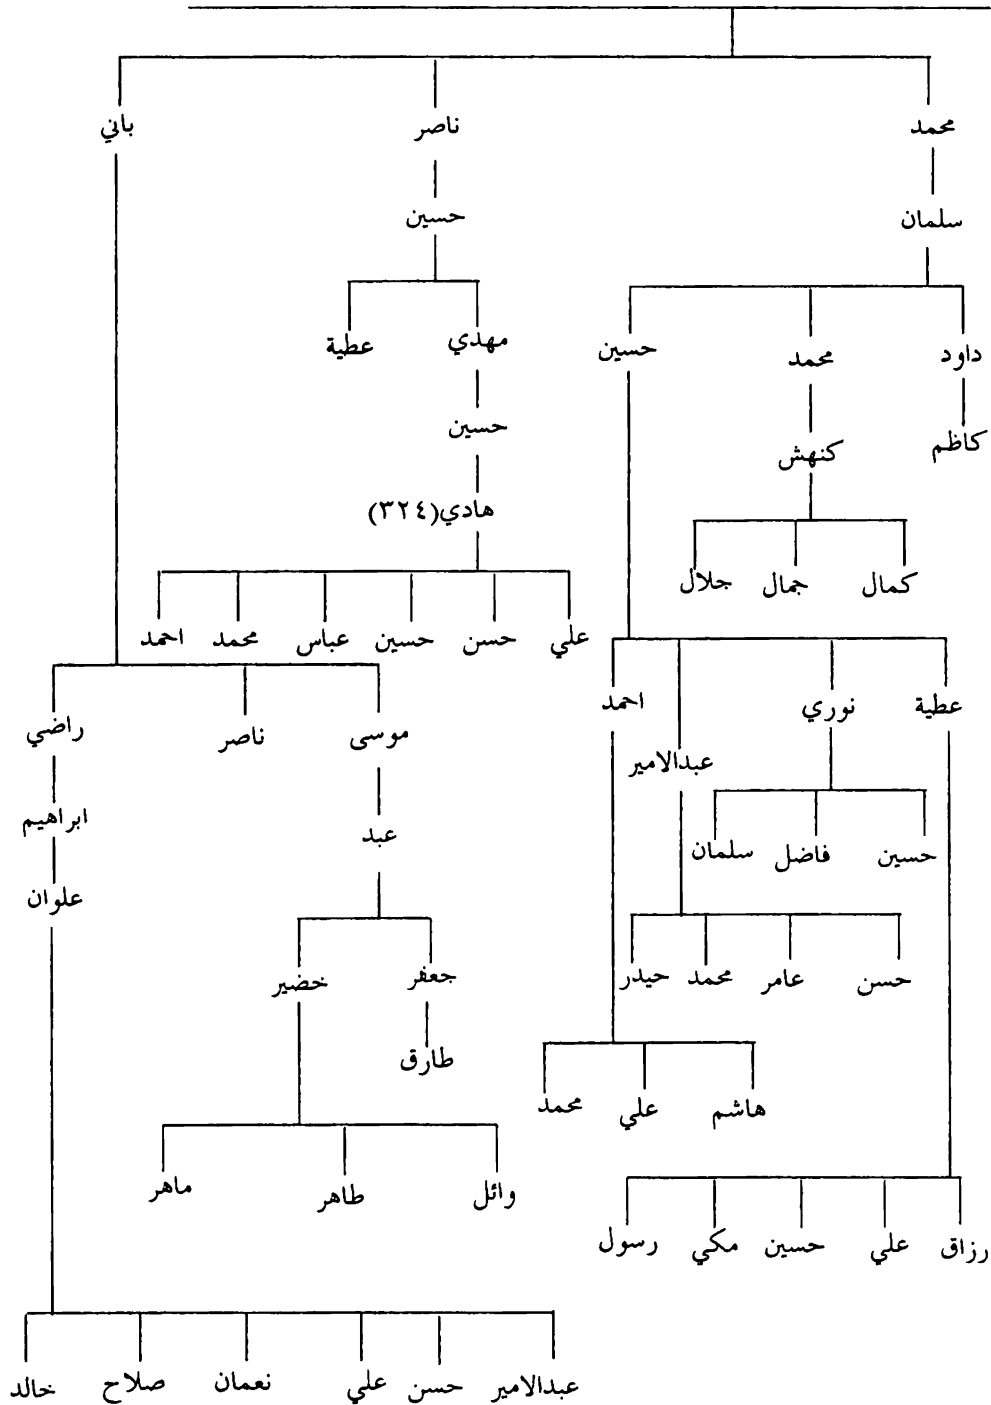 محمد ناصر باني
سلمان حسين
داود محمد حسين مهدي عطية
كاظم كنهش حسين
هادي(٣٢٤)
كمال جمال جلال
علي حسن حسين عباس محمد احمد
عطية نوري احمد موسى ناصر راضي
عبدالامير
حسين فاضل سلمان عبد ابراهيم
علوان
حسن عامر محمد حيدر جعفر خضير
طارق
هاشم علي محمد
وائل طاهر ماهر
رزاق علي حسين مكي رسول
عبدالامير حسن علي نعمان صلاح خالد